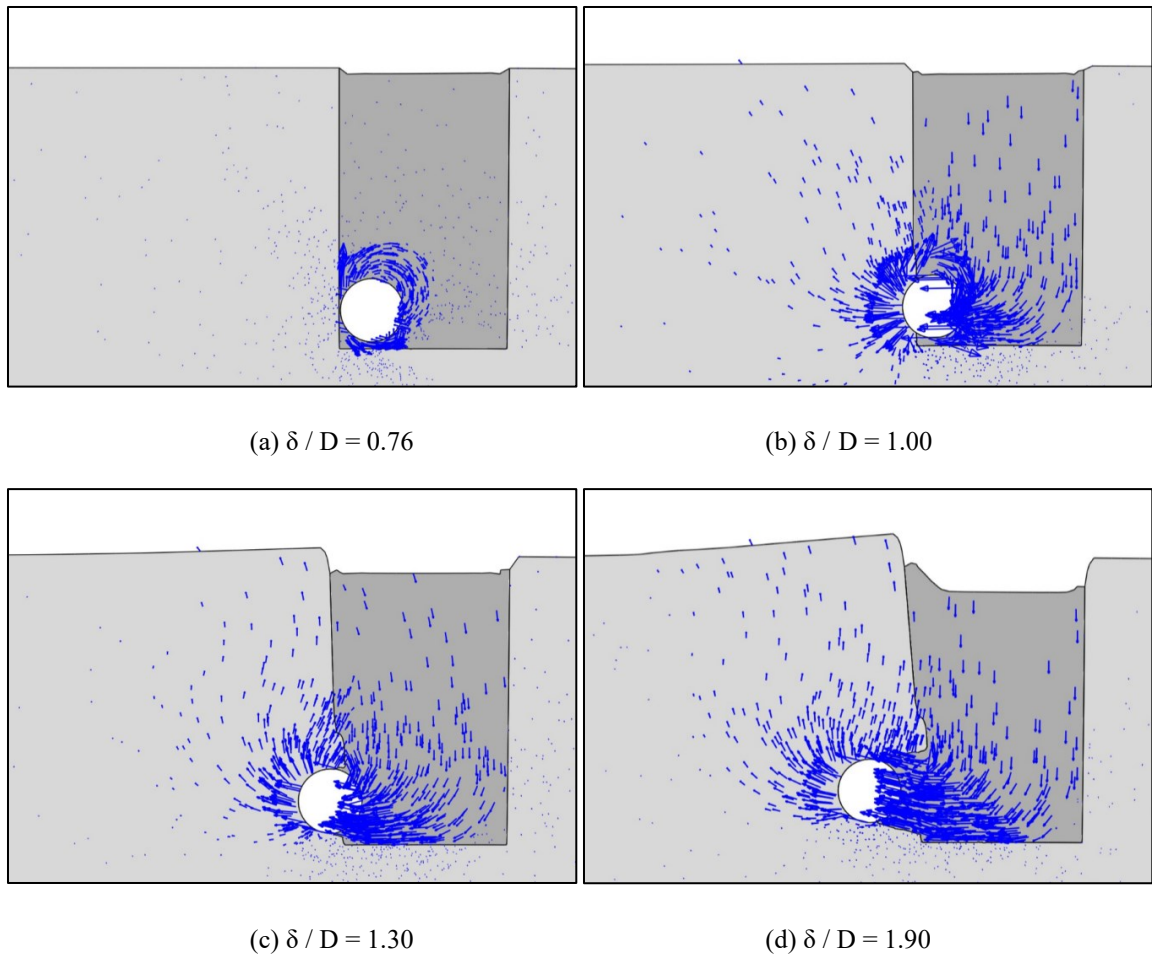 (a) δ / D = 0.76
(b) δ / D = 1.00
(c) δ / D = 1.30
(d) δ / D = 1.90